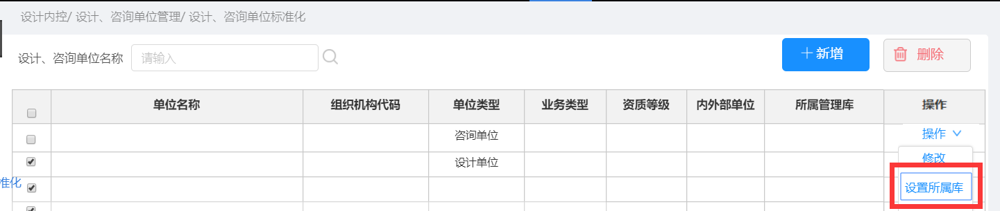 设计内控/ 设计、咨询单位管理/ 设计、咨询单位标准化
设计、咨询单位名称 请输入 新增 删除
单位名称 组织机构代码 单位类型 业务类型 资质等级 内外部单位 所属管理库 操作
咨询单位 操作
设计单位 修改
准化 设置所属库